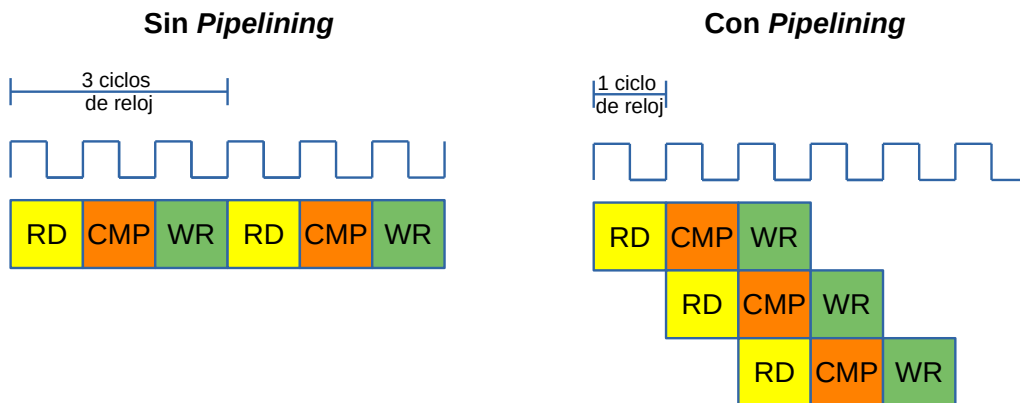 Sin Pipelining
3 ciclos
de reloj
RD CMP WR RD CMP WR
Con Pipelining
1 ciclo
de reloj
RD CMP WR
RD CMP WR
RD CMP WR